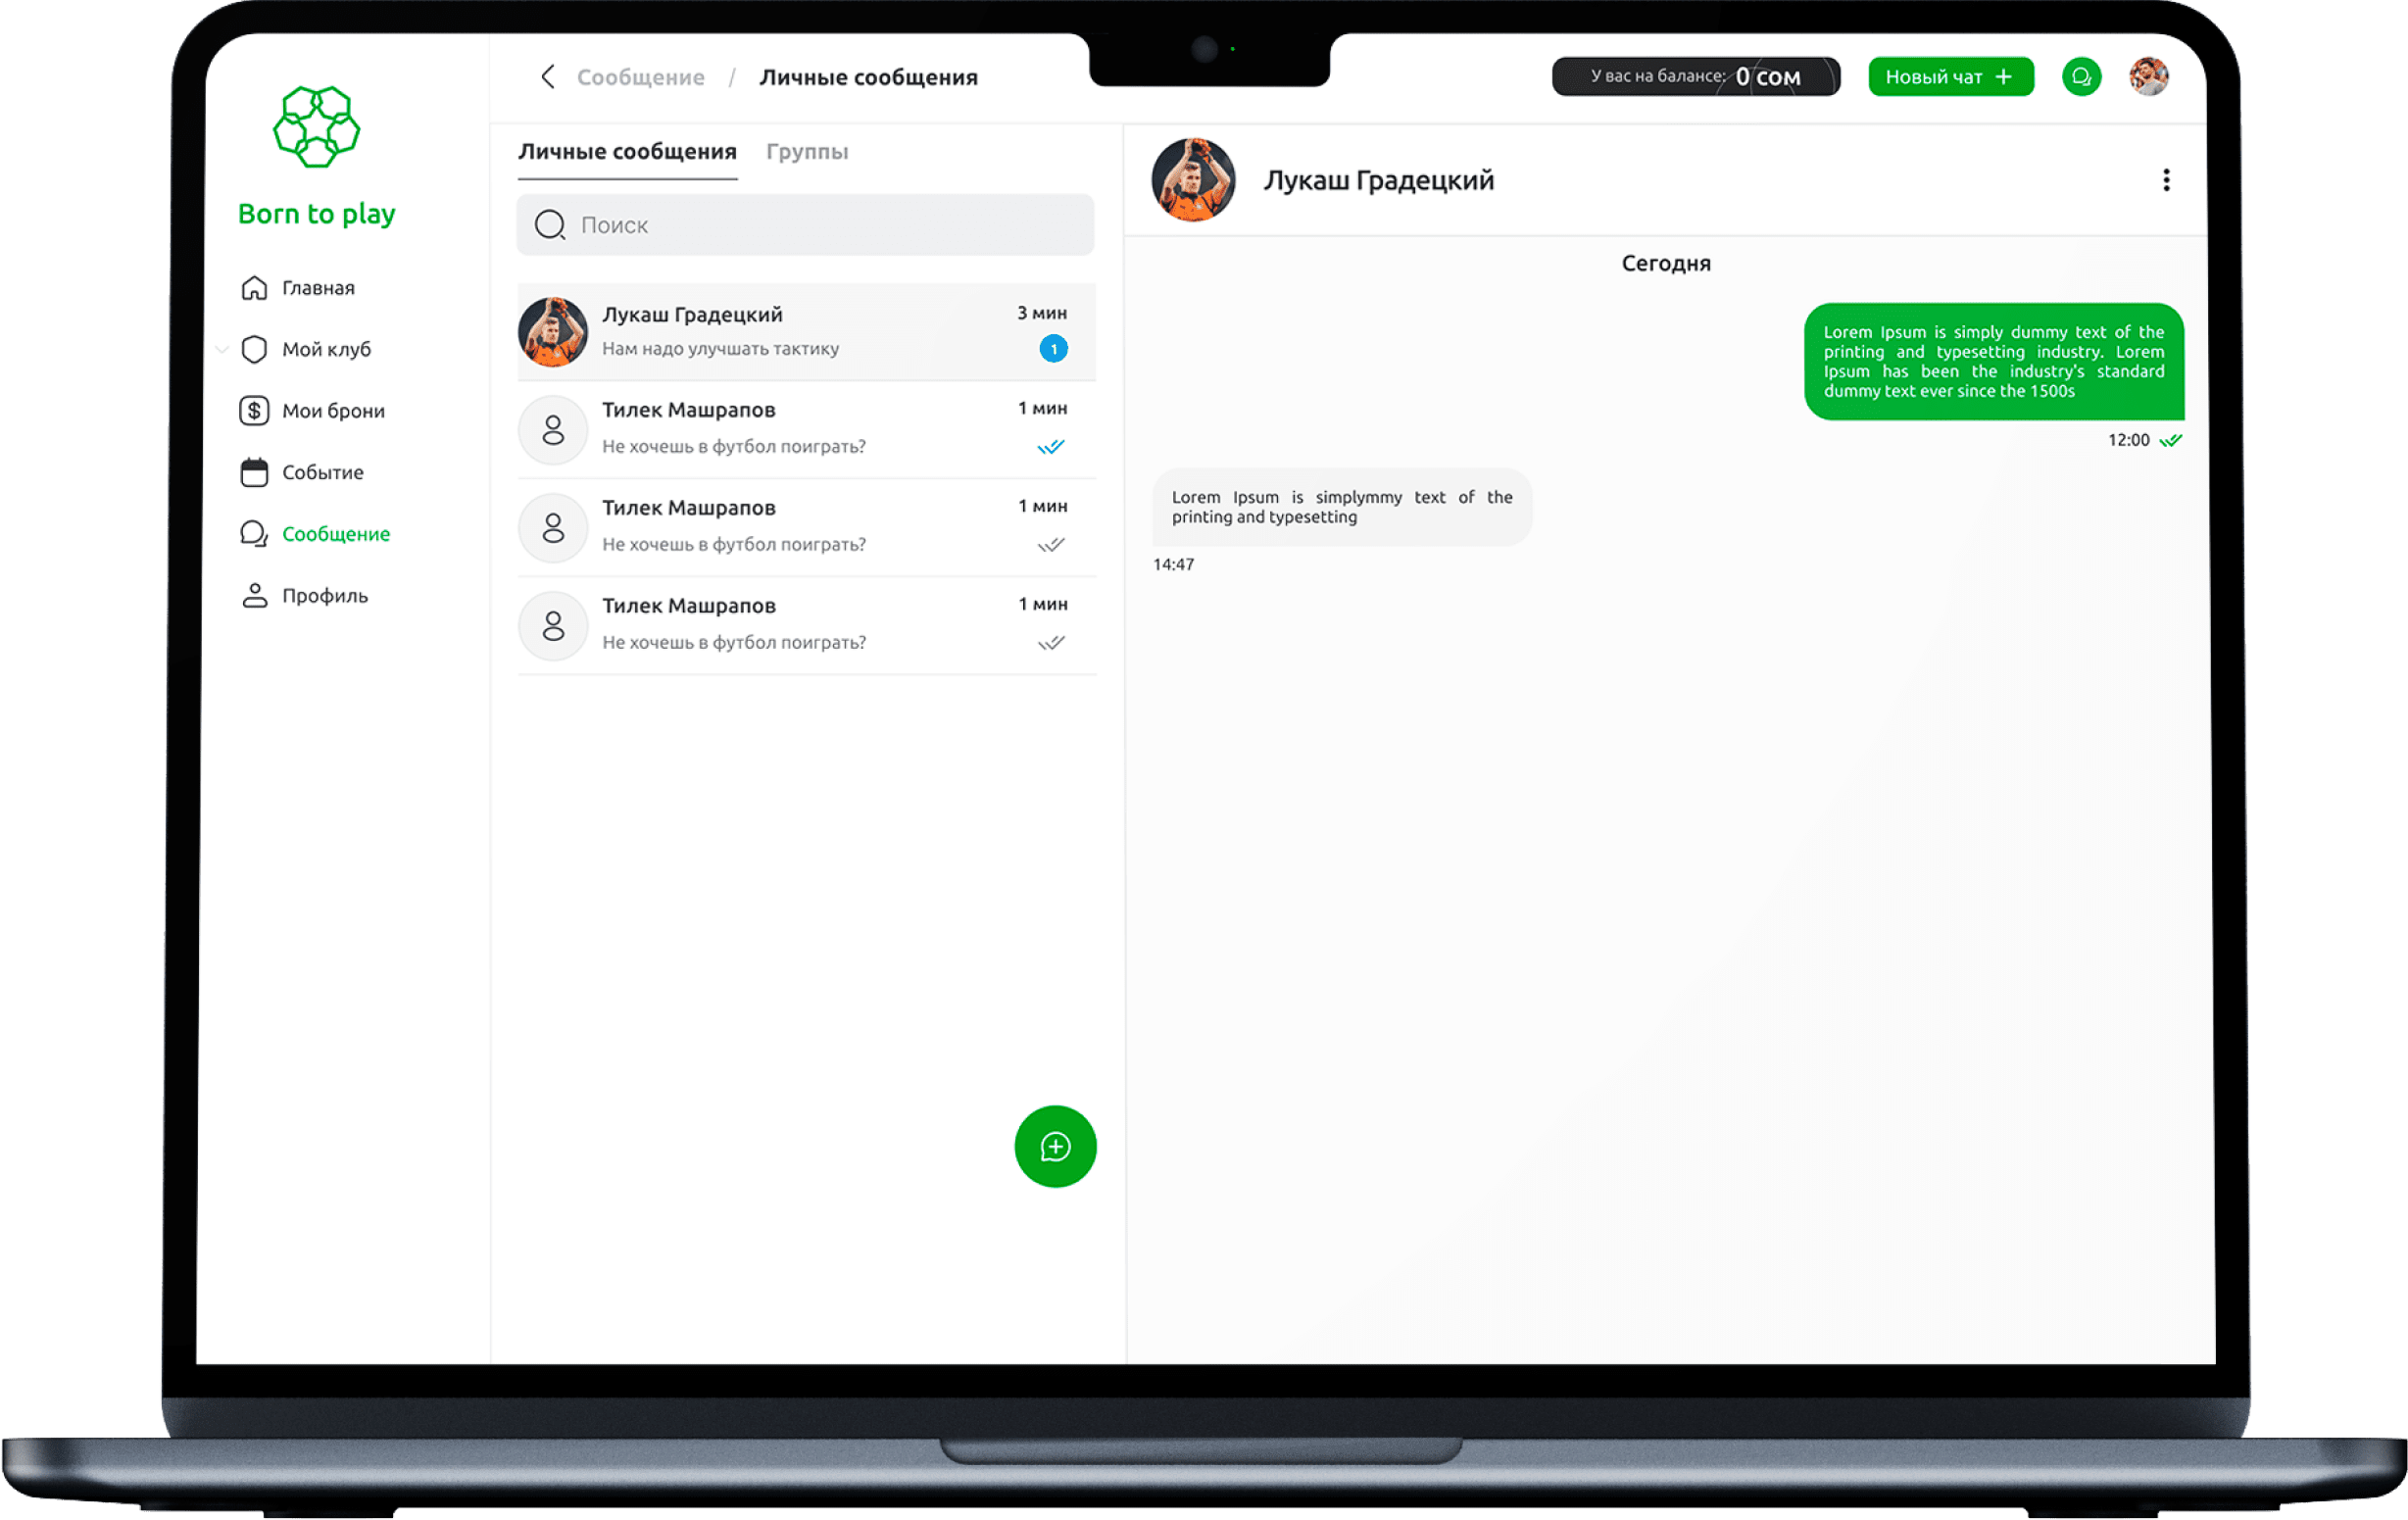 Сообщение / Личные сообщения
У вас на балансе: 0 сом
Новый чат
Born to play
Главная
Мой клуб
Мои брони
Событие
Сообщение
Профиль
Личные сообщения
Группы
Поиск
Лукаш Градецкий
3 мин
Нам надо улучшать тактику
1
Тилек Машрапов
1 мин
Не хочешь в футбол поиграть?
Тилек Машрапов
1 мин
Не хочешь в футбол поиграть?
Тилек Машрапов
1 мин
Не хочешь в футбол поиграть?
Лукаш Градецкий
Сегодня
Lorem Ipsum is simply dummy text of the
printing and typesetting industry. Lorem
Ipsum has been the industry's standard
dummy text ever since the 1500s
12:00
Lorem Ipsum is simplymmy text of the
printing and typesetting
14:47